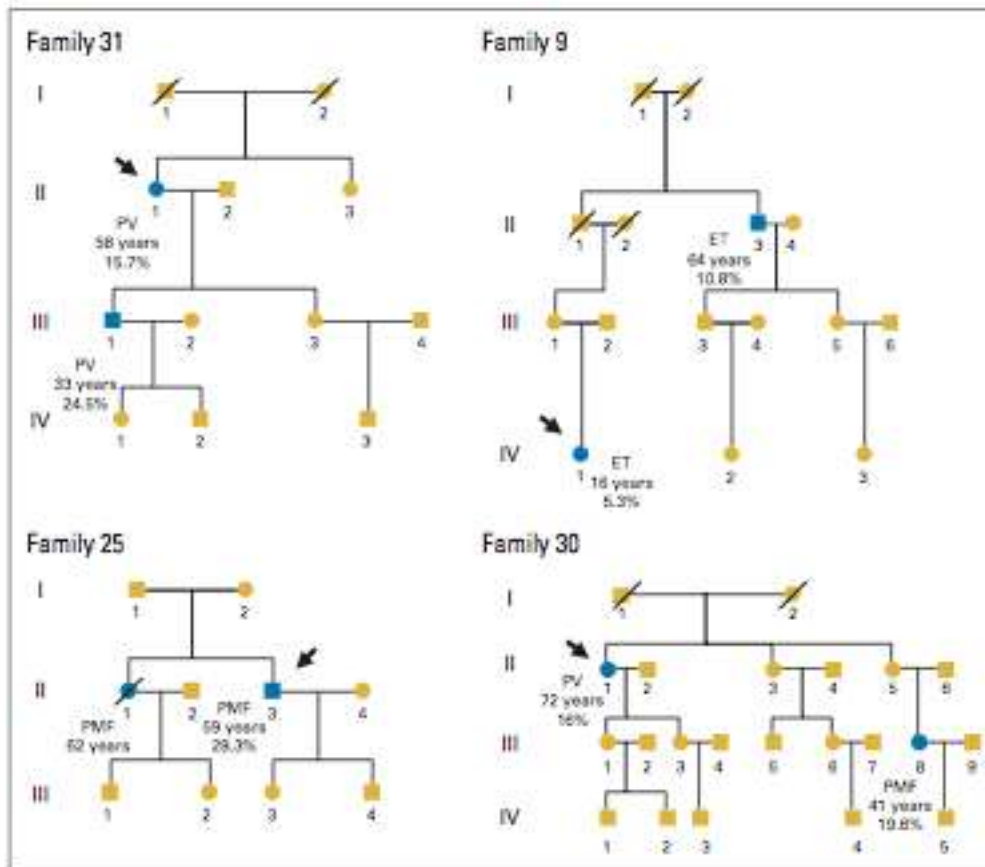 Family 31
I
1 2
II
1 2 3
PV
58 years
15.7%
III
1 2 3 4
PV
33 years
24.5%
IV
1 2 3
Family 9
I
1 2
II
1 2 3 4
ET
64 years
10.8%
III
1 2 3 4 5 6
IV
1 2 3
ET
16 years
5.3%
Family 25
I
1 2
II
1 2 3 4
PMF
62 years
PMF
59 years
28.3%
III
1 2 3 4
Family 30
I
1 2
II
1 2 3 4 5 6
PV
72 years
16%
III
1 2 3 4 5 6 7 8 9
PMF
41 years
19.6%
IV
1 2 3 4 5